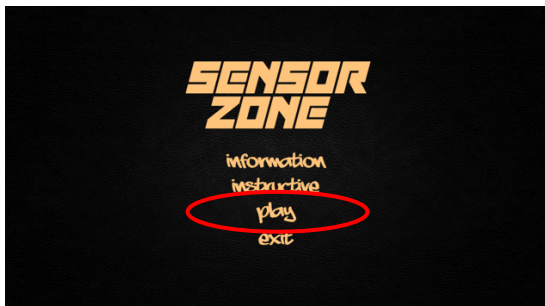 SENSOR
ZONE
information
instructive
play
exit